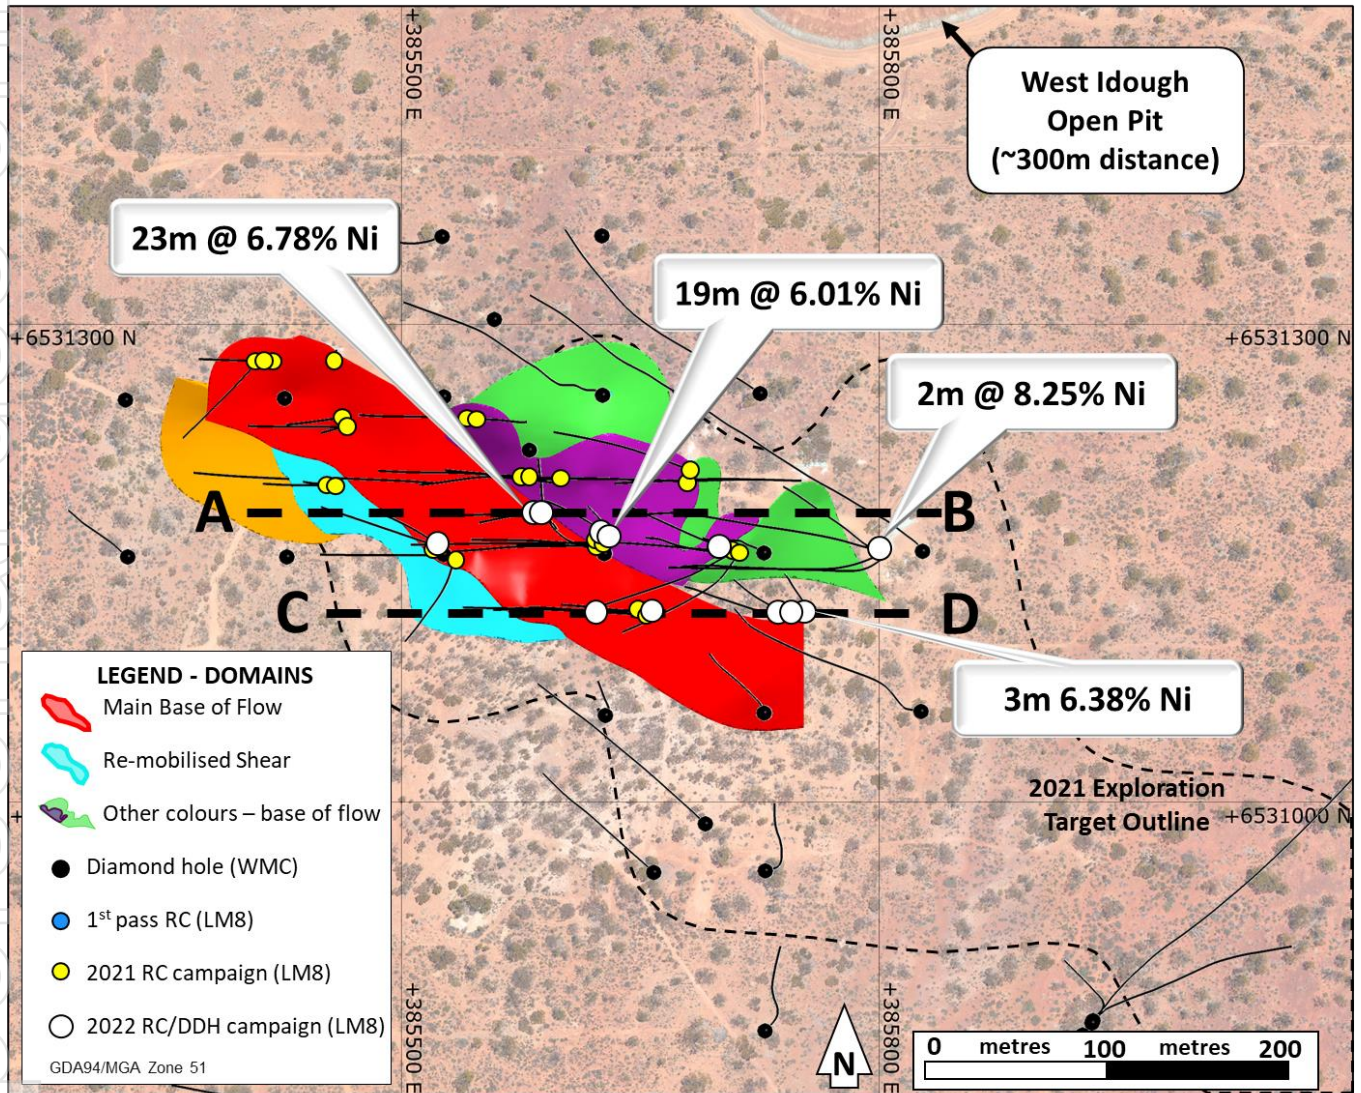 +385500 E
+385800 E
West Idough
Open Pit
(~300m distance)
23m @ 6.78% Ni
19m @ 6.01% Ni
+6531300 N
+6531300 N
2m @ 8.25% Ni
A
B
C
D
3m 6.38% Ni
LEGEND - DOMAINS
Main Base of Flow
Re-mobilised Shear
Other colours – base of flow
Diamond hole (WMC)
1st pass RC (LM8)
2021 RC campaign (LM8)
2022 RC/DDH campaign (LM8)
GDA94/MGA Zone 51
2021 Exploration
Target Outline
+6531000 N
+
+385500 E
+385800 E
N
0 metres 100 metres 200